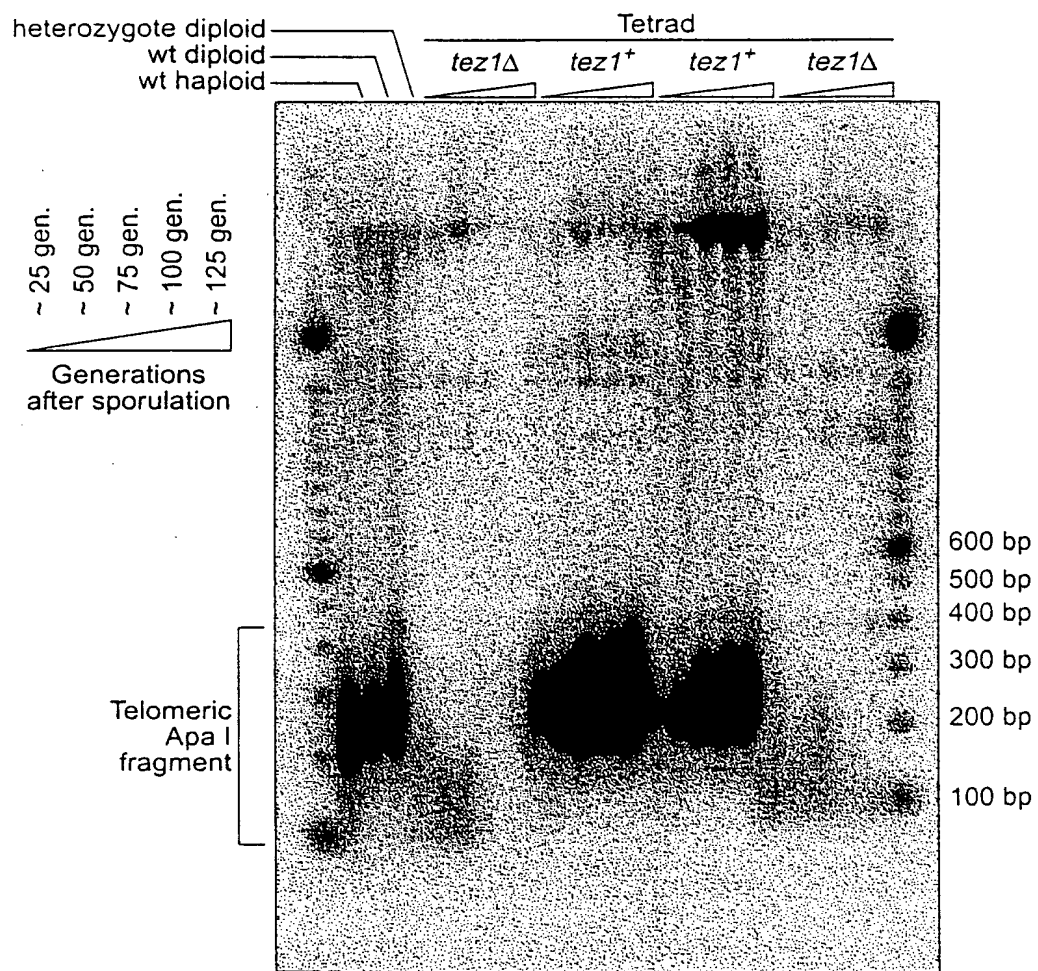 heterozygote diploid
wt diploid
wt haploid
Tetrad
tez1Δ
tez1+
tez1+
tez1Δ
~ 25 gen.
~ 50 gen.
~ 75 gen.
~ 100 gen.
~ 125 gen.
Generations
after sporulation
600 bp
500 bp
400 bp
300 bp
200 bp
100 bp
Telomeric
Apa I
fragment